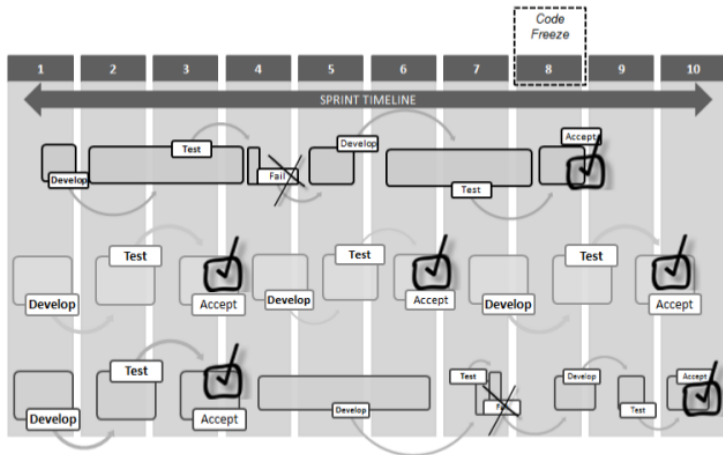 Code
Freeze
1 2 3 4 5 6 7 8 9 10
SPRINT TIMELINE
Develop
Test
Fail
Develop
Test
Accept
Develop
Test
Accept
Develop
Test
Accept
Develop
Test
Accept
Develop
Test
Accept
Develop
Test
Fail
Develop
Test
Accept